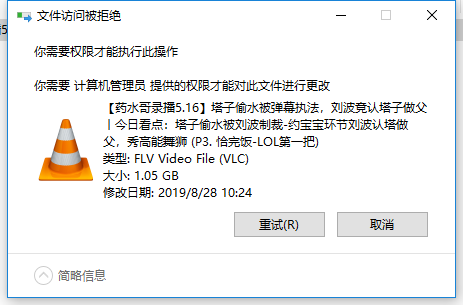 文件访问被拒绝
你需要权限才能执行此操作
你需要 计算机管理员 提供的权限才能对此文件进行更改
【药水哥录播5.16】塔子偷水被弹幕执法，刘波竟认塔子做父
丨今日看点：塔子偷水被刘波制裁-约宝宝环节刘波认塔做
父，秀高能舞狮 (P3. 恰完饭-LOL第一把)
类型: FLV Video File (VLC)
大小: 1.05 GB
修改日期: 2019/8/28 10:24
重试(R)
取消
简略信息